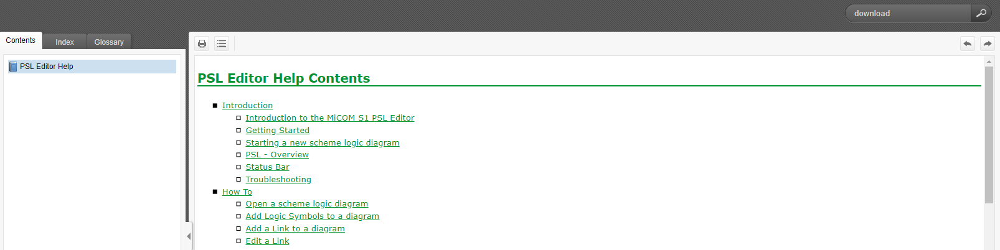 download
Contents
Index
Glossary
PSL Editor Help
PSL Editor Help Contents
Introduction
Introduction to the MiCOM S1 PSL Editor
Getting Started
Starting a new scheme logic diagram
PSL - Overview
Status Bar
Troubleshooting
How To
Open a scheme logic diagram
Add Logic Symbols to a diagram
Add a Link to a diagram
Edit a Link